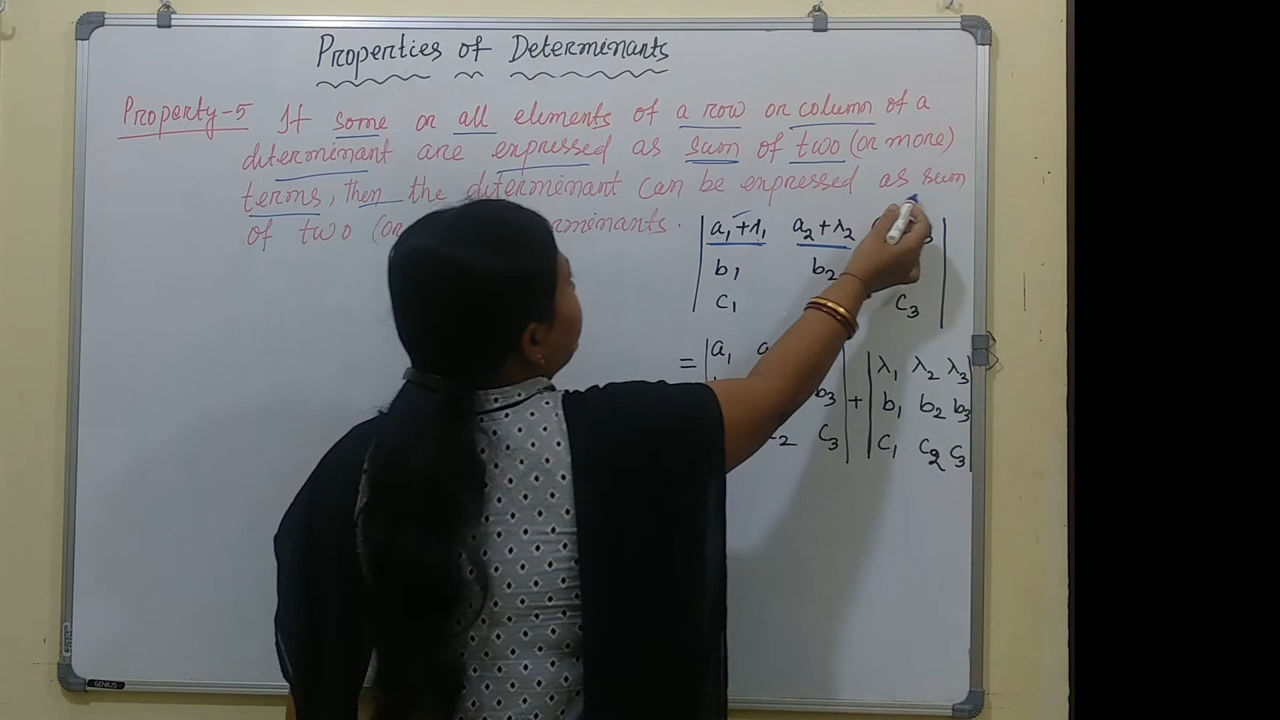 Properties of Determinants
Property-5 If some or all elements of a row or column of a
determinant are expressed as sum of two (or more)
terms, then the determinant can be expressed as sum
of two (or determinants.
a₁+λ₁ a₂+λ₂
b₁ b₂
c₁ c₃
= a₁ + λ₁ λ₂ λ₃
b₃ b₁ b₂ b₃
c₃ c₁ c₂ c₃
GENIUS